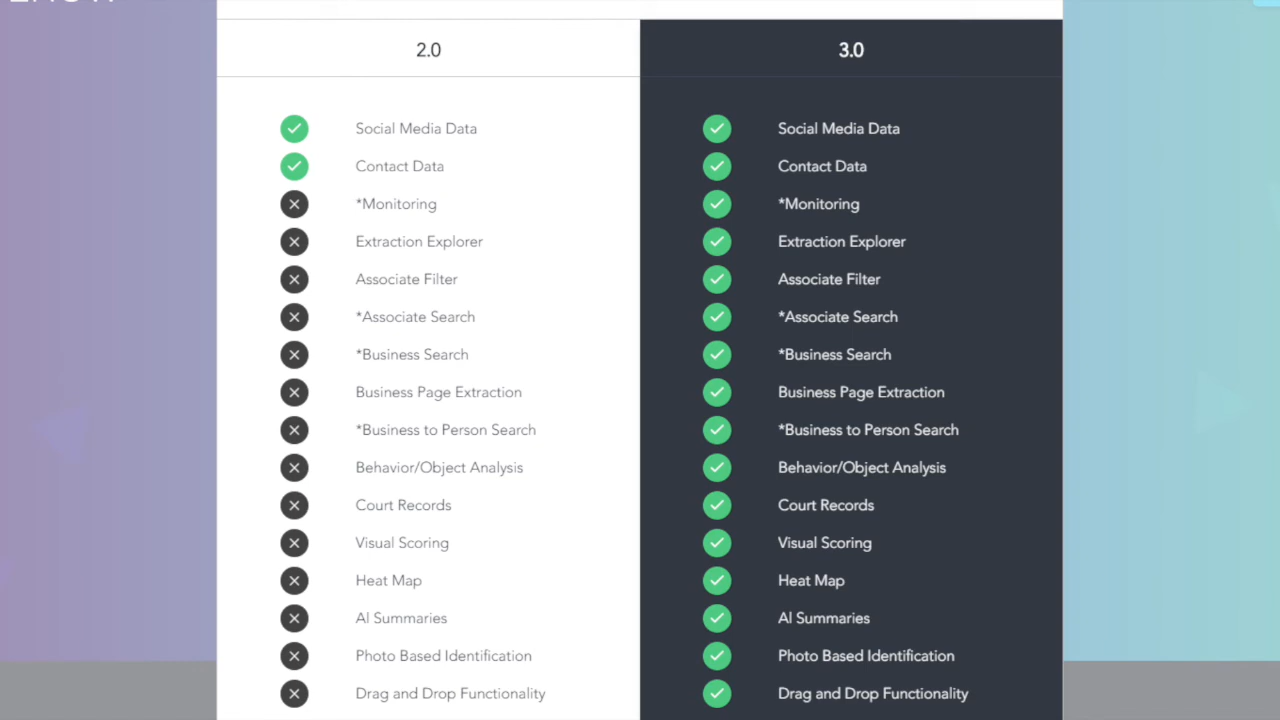 2.0
3.0
Social Media Data
Social Media Data
Contact Data
Contact Data
*Monitoring
*Monitoring
Extraction Explorer
Extraction Explorer
Associate Filter
Associate Filter
*Associate Search
*Associate Search
*Business Search
*Business Search
Business Page Extraction
Business Page Extraction
*Business to Person Search
*Business to Person Search
Behavior/Object Analysis
Behavior/Object Analysis
Court Records
Court Records
Visual Scoring
Visual Scoring
Heat Map
Heat Map
AI Summaries
AI Summaries
Photo Based Identification
Photo Based Identification
Drag and Drop Functionality
Drag and Drop Functionality